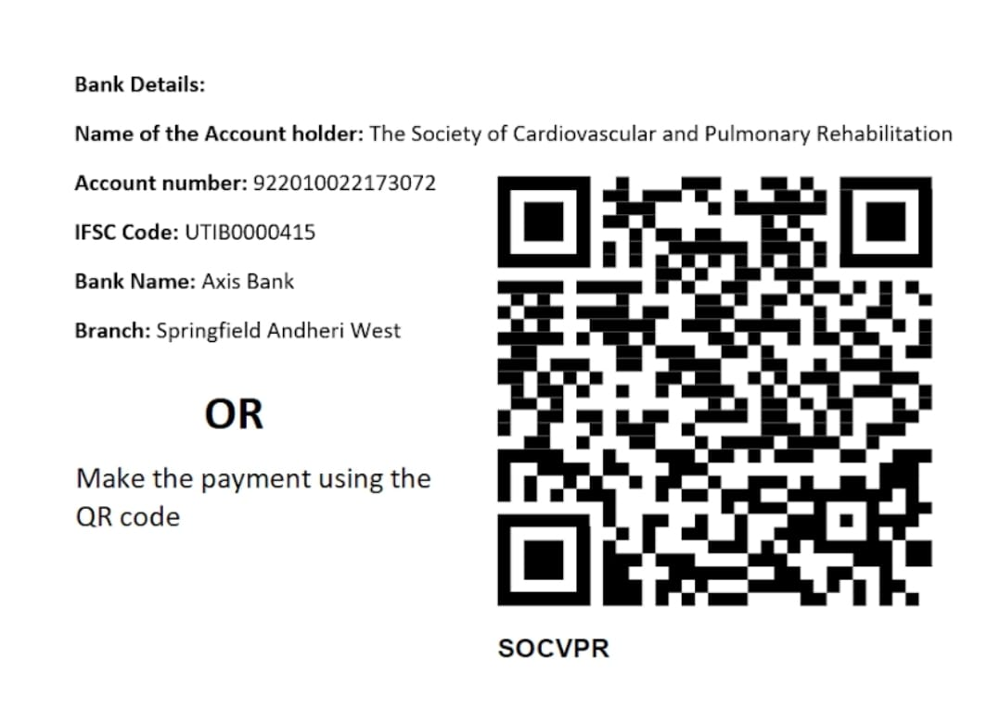 Bank Details:
Name of the Account holder: The Society of Cardiovascular and Pulmonary Rehabilitation
Account number: 922010022173072
IFSC Code: UTIB0000415
Bank Name: Axis Bank
Branch: Springfield Andheri West
OR
Make the payment using the
QR code
SOCVPR